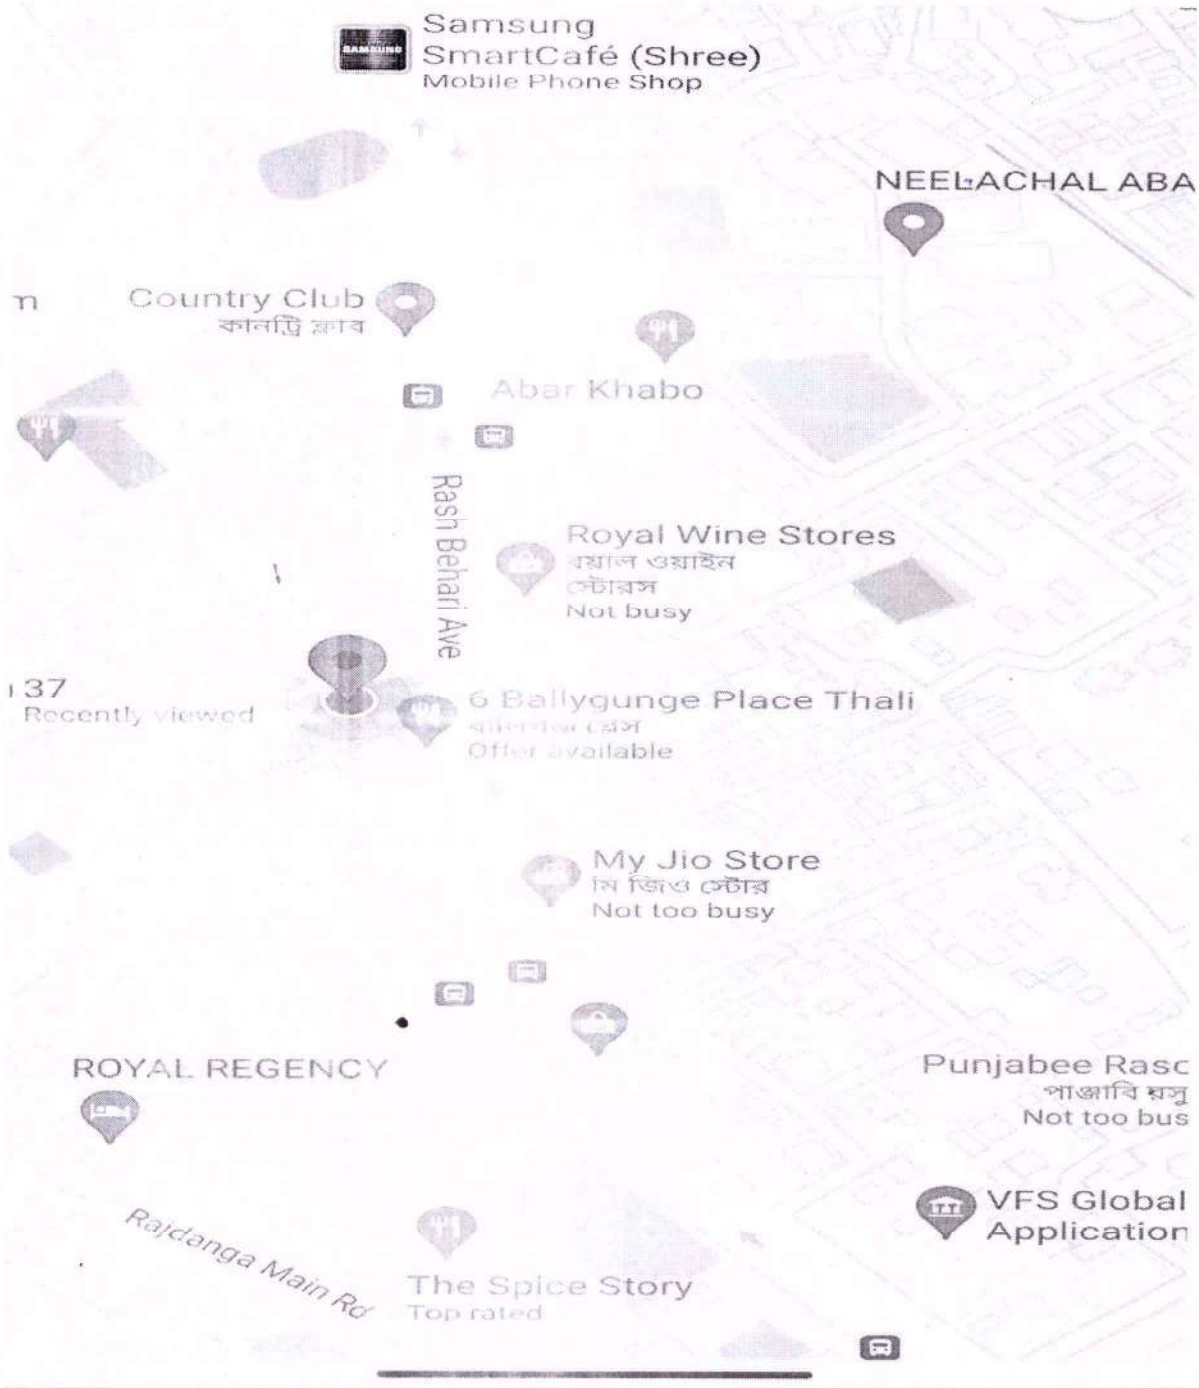 SAMSUNG
Samsung
SmartCafé (Shree)
Mobile Phone Shop
NEELACHAL ABA
n
Country Club
কানট্রি ক্লাব
Abar Khabo
Rash Behari Ave
Royal Wine Stores
রয়াল ওয়াইন
স্টোরস
Not busy
37
Recently viewed
6 Ballygunge Place Thali
Offer available
My Jio Store
মি জিও স্টোর
Not too busy
ROYAL REGENCY
Punjabee Rasc
পাঞ্জাবি রসু
Not too bus
VFS Global
Application
Rajdanga Main Rd
The Spice Story
Top rated